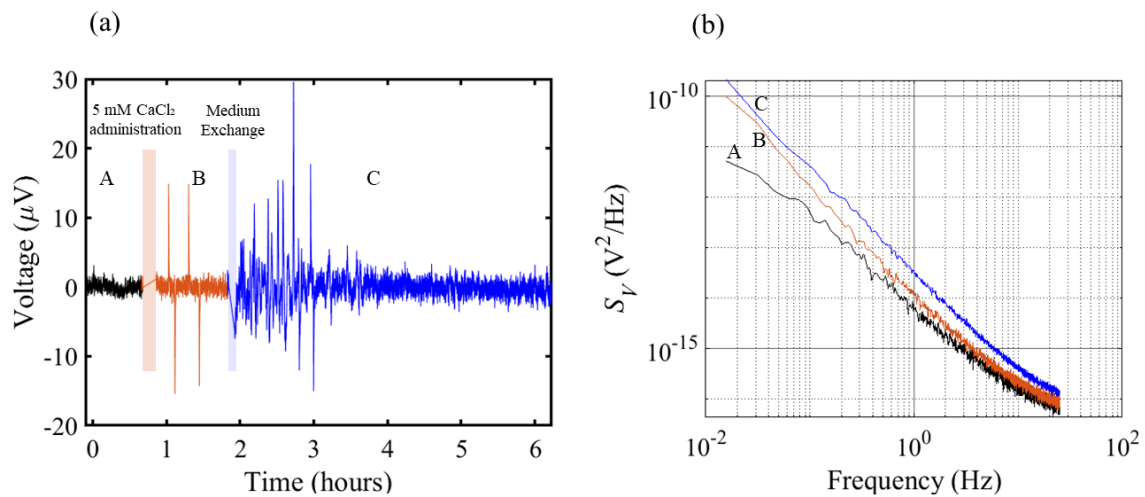 (a)
30
20
10
0
-10
-20
Voltage (μV)
5 mM CaCl₂
administration
Medium
Exchange
A
B
C
0
1
2
3
4
5
6
Time (hours)
(b)
10⁻¹⁰
10⁻¹⁵
S_V (V²/Hz)
C
B
A
10⁻²
10⁰
10²
Frequency (Hz)